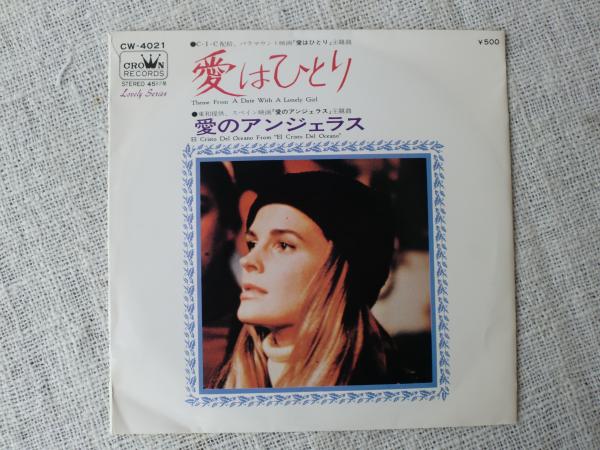 CW-4021
CROWN
RECORDS
STEREO 45rpm
Lovely Series
●C・I・C配給、パラマウント映画「愛はひとり」主題曲
¥500
愛はひとり
Theme From A Date With A Lonely Girl
●東和提供、スペイン映画「愛のアンジェラス」主題曲
愛のアンジェラス
El Cristo Del Oceano From "El Cristo Del Oceano"